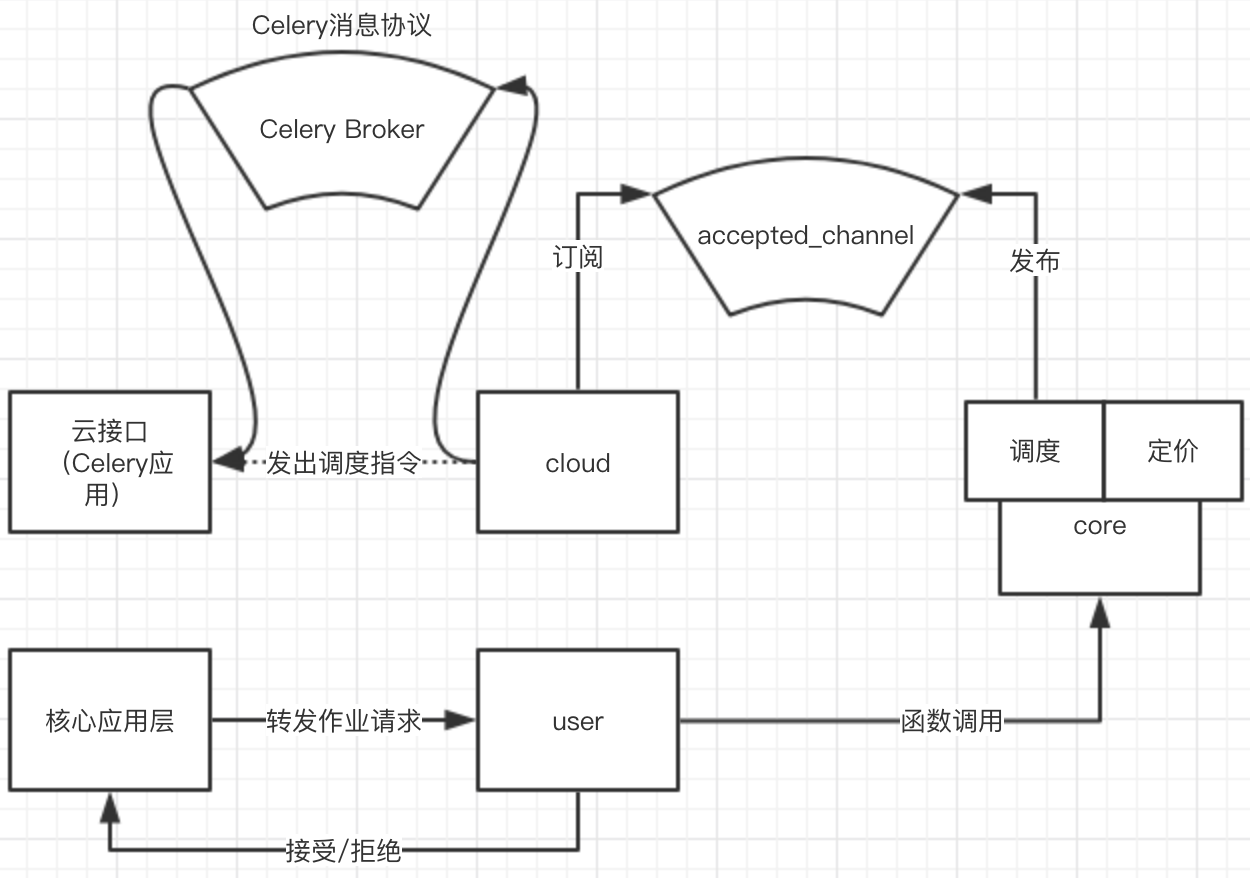 Celery消息协议
Celery Broker
accepted_channel
订阅
发布
云接口
（Celery应
用）
发出调度指令
cloud
调度
定价
core
核心应用层
转发作业请求
user
函数调用
接受/拒绝